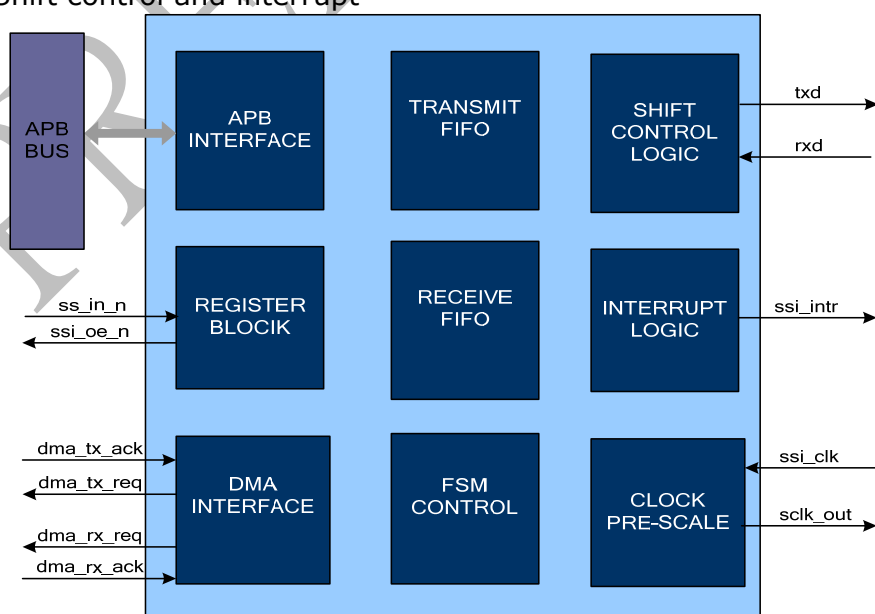 Shift control and interrupt
APB
BUS
APB
INTERFACE
TRANSMIT
FIFO
SHIFT
CONTROL
LOGIC
txd
rxd
ss_in_n
ssi_oe_n
REGISTER
BLOCIK
RECEIVE
FIFO
INTERRUPT
LOGIC
ssi_intr
dma_tx_ack
dma_tx_req
dma_rx_req
dma_rx_ack
DMA
INTERFACE
FSM
CONTROL
CLOCK
PRE-SCALE
ssi_clk
sclk_out